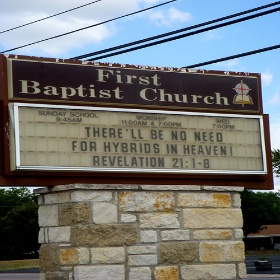 First
Baptist Church
SUNDAY SCHOOL WORSHIP WED
9:45AM 11:00AM & 7:00PM 7:00PM
THERE'LL BE NO NEED
FOR HYBRIDS IN HEAVEN!
REVELATION 21:1-8